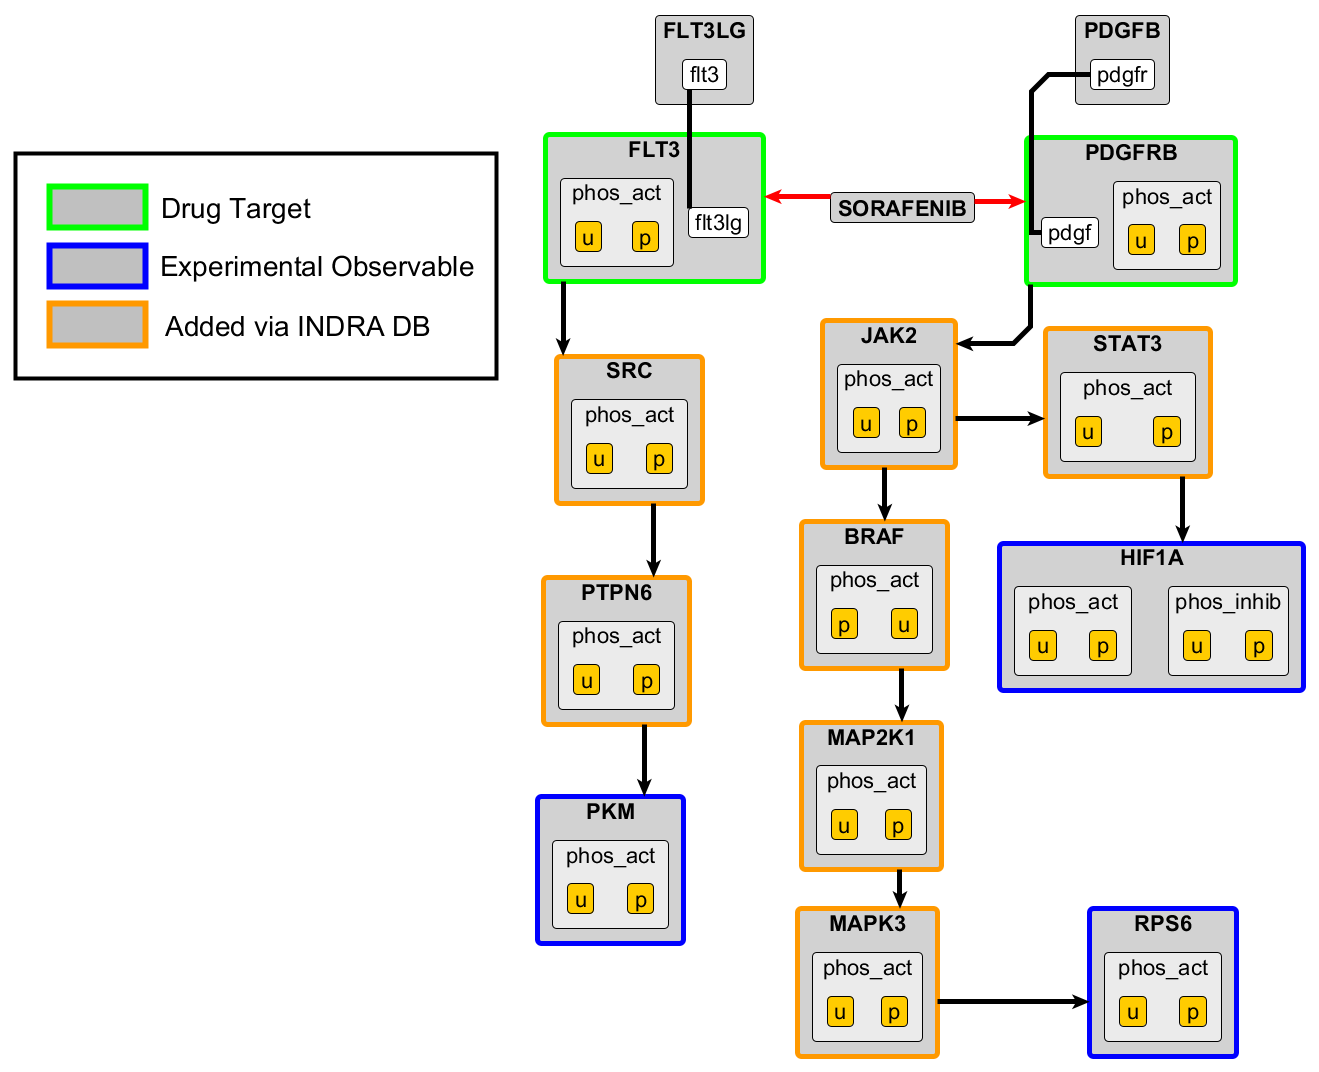 FLT3LG
flt3
PDGFB
pdgfr
Drug Target
Experimental Observable
Added via INDRA DB
FLT3
phos_act
u p
flt3lg
SORAFENIB
PDGFRB
phos_act
u p
pdgf
SRC
phos_act
u p
JAK2
phos_act
u p
STAT3
phos_act
u p
PTPN6
phos_act
u p
BRAF
phos_act
p u
HIF1A
phos_act phos_inhib
u p u p
MAP2K1
phos_act
u p
PKM
phos_act
u p
MAPK3
phos_act
u p
RPS6
phos_act
u p